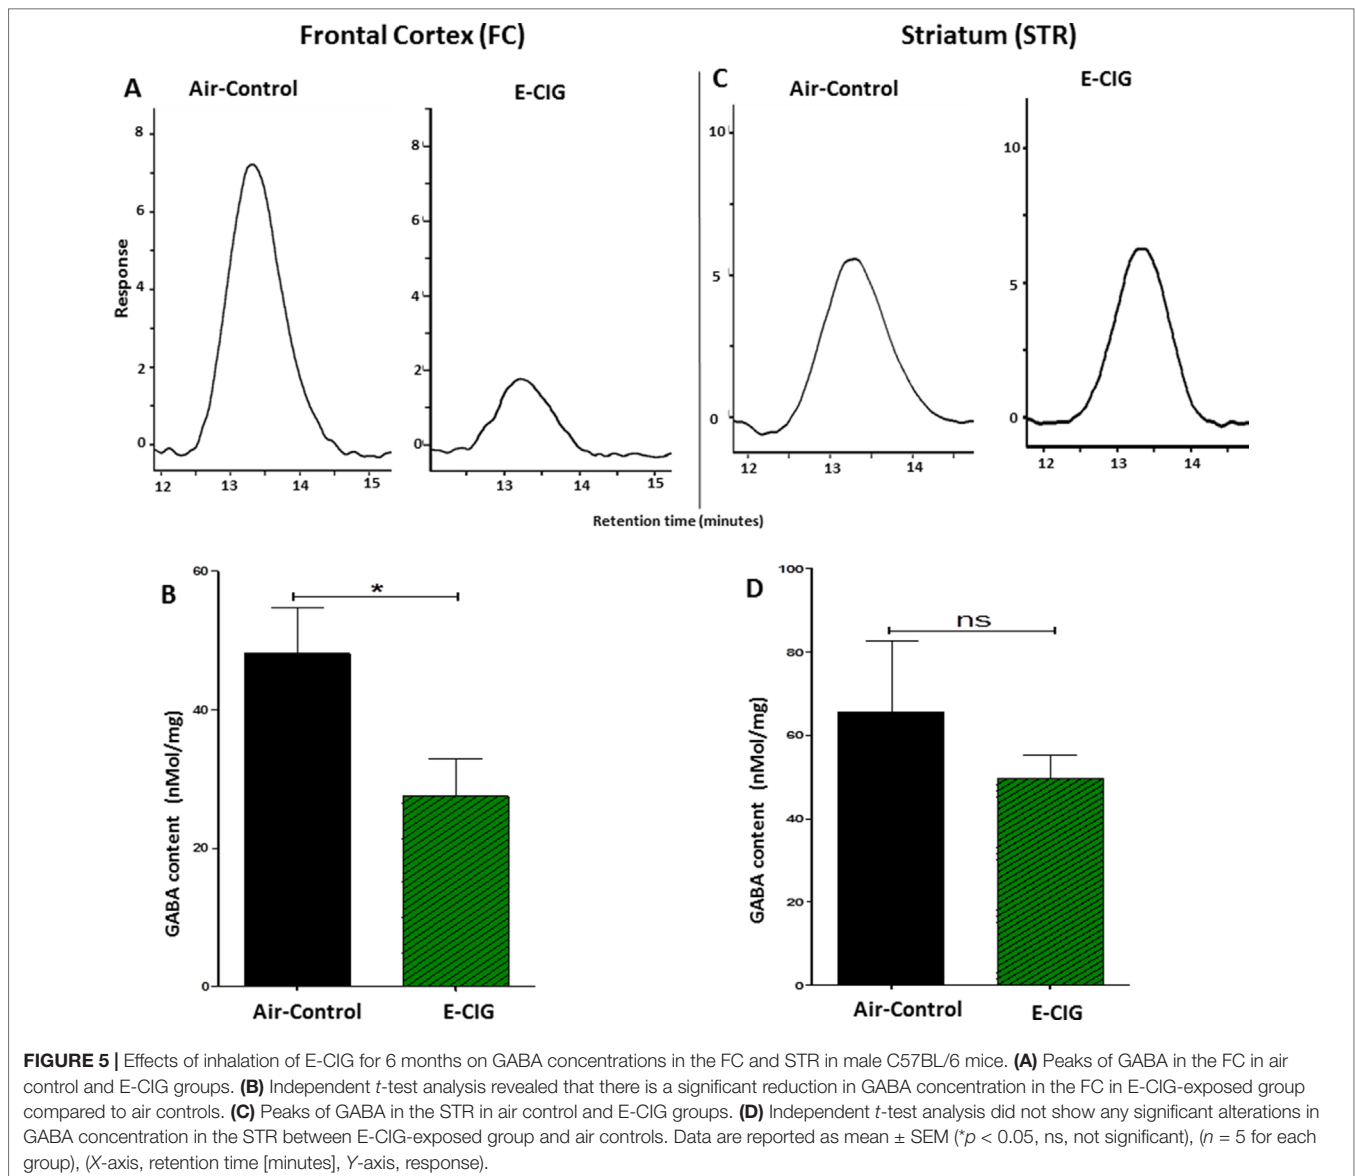 Frontal Cortex (FC)
Striatum (STR)
A
Air-Control
E-CIG
Response
8
6
4
2
0
12
13
14
15
8
6
4
2
0
13
14
15
C
Air-Control
E-CIG
10
5
0
12
13
14
10
5
0
12
13
14
Retention time (minutes)
B
GABA content (nMol/mg)
60
40
20
0
*
Air-Control
E-CIG
D
GABA content (nMol/mg)
100
80
60
40
20
0
ns
Air-Control
E-CIG
FIGURE 5 | Effects of inhalation of E-CIG for 6 months on GABA concentrations in the FC and STR in male C57BL/6 mice. (A) Peaks of GABA in the FC in air
control and E-CIG groups. (B) Independent t-test analysis revealed that there is a significant reduction in GABA concentration in the FC in E-CIG-exposed group
compared to air controls. (C) Peaks of GABA in the STR in air control and E-CIG groups. (D) Independent t-test analysis did not show any significant alterations in
GABA concentration in the STR between E-CIG-exposed group and air controls. Data are reported as mean ± SEM (*p < 0.05, ns, not significant), (n = 5 for each
group), (X-axis, retention time [minutes], Y-axis, response).